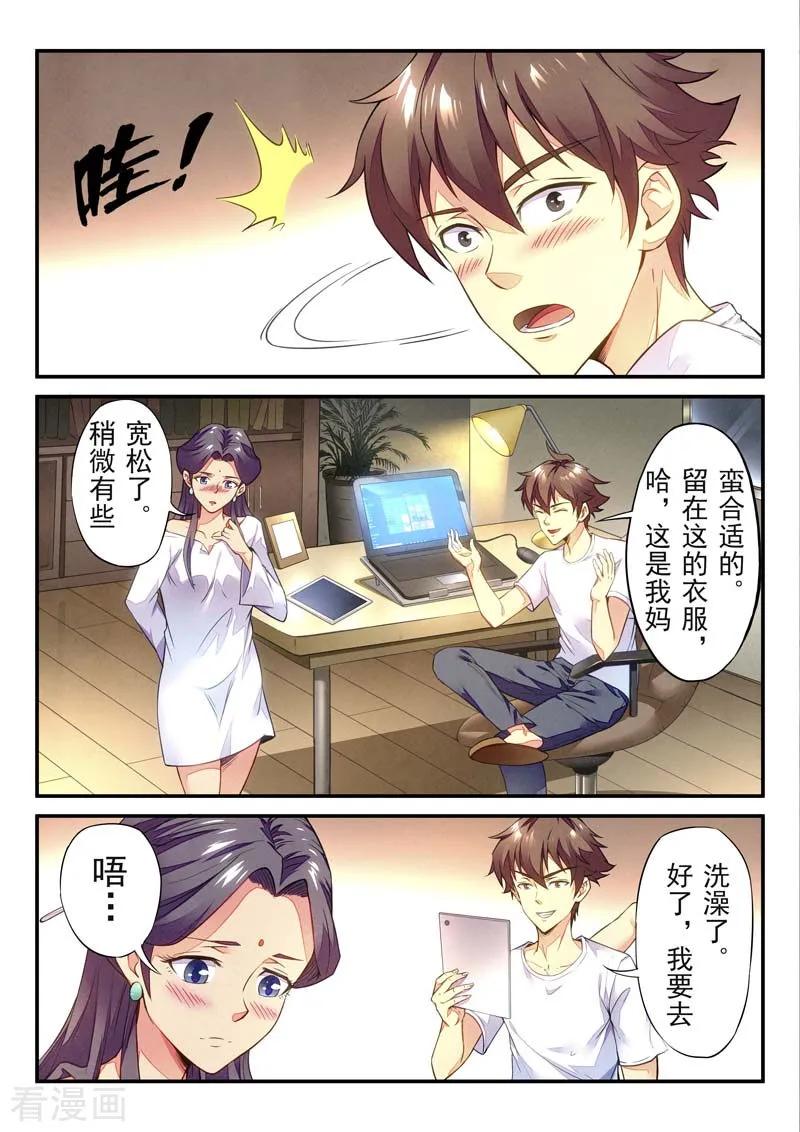 哇！
稍微有些
宽松了。
哈，这是我妈
留在这的衣服，
蛮合适的。
唔…
好了，我要去
洗澡了。
看漫画